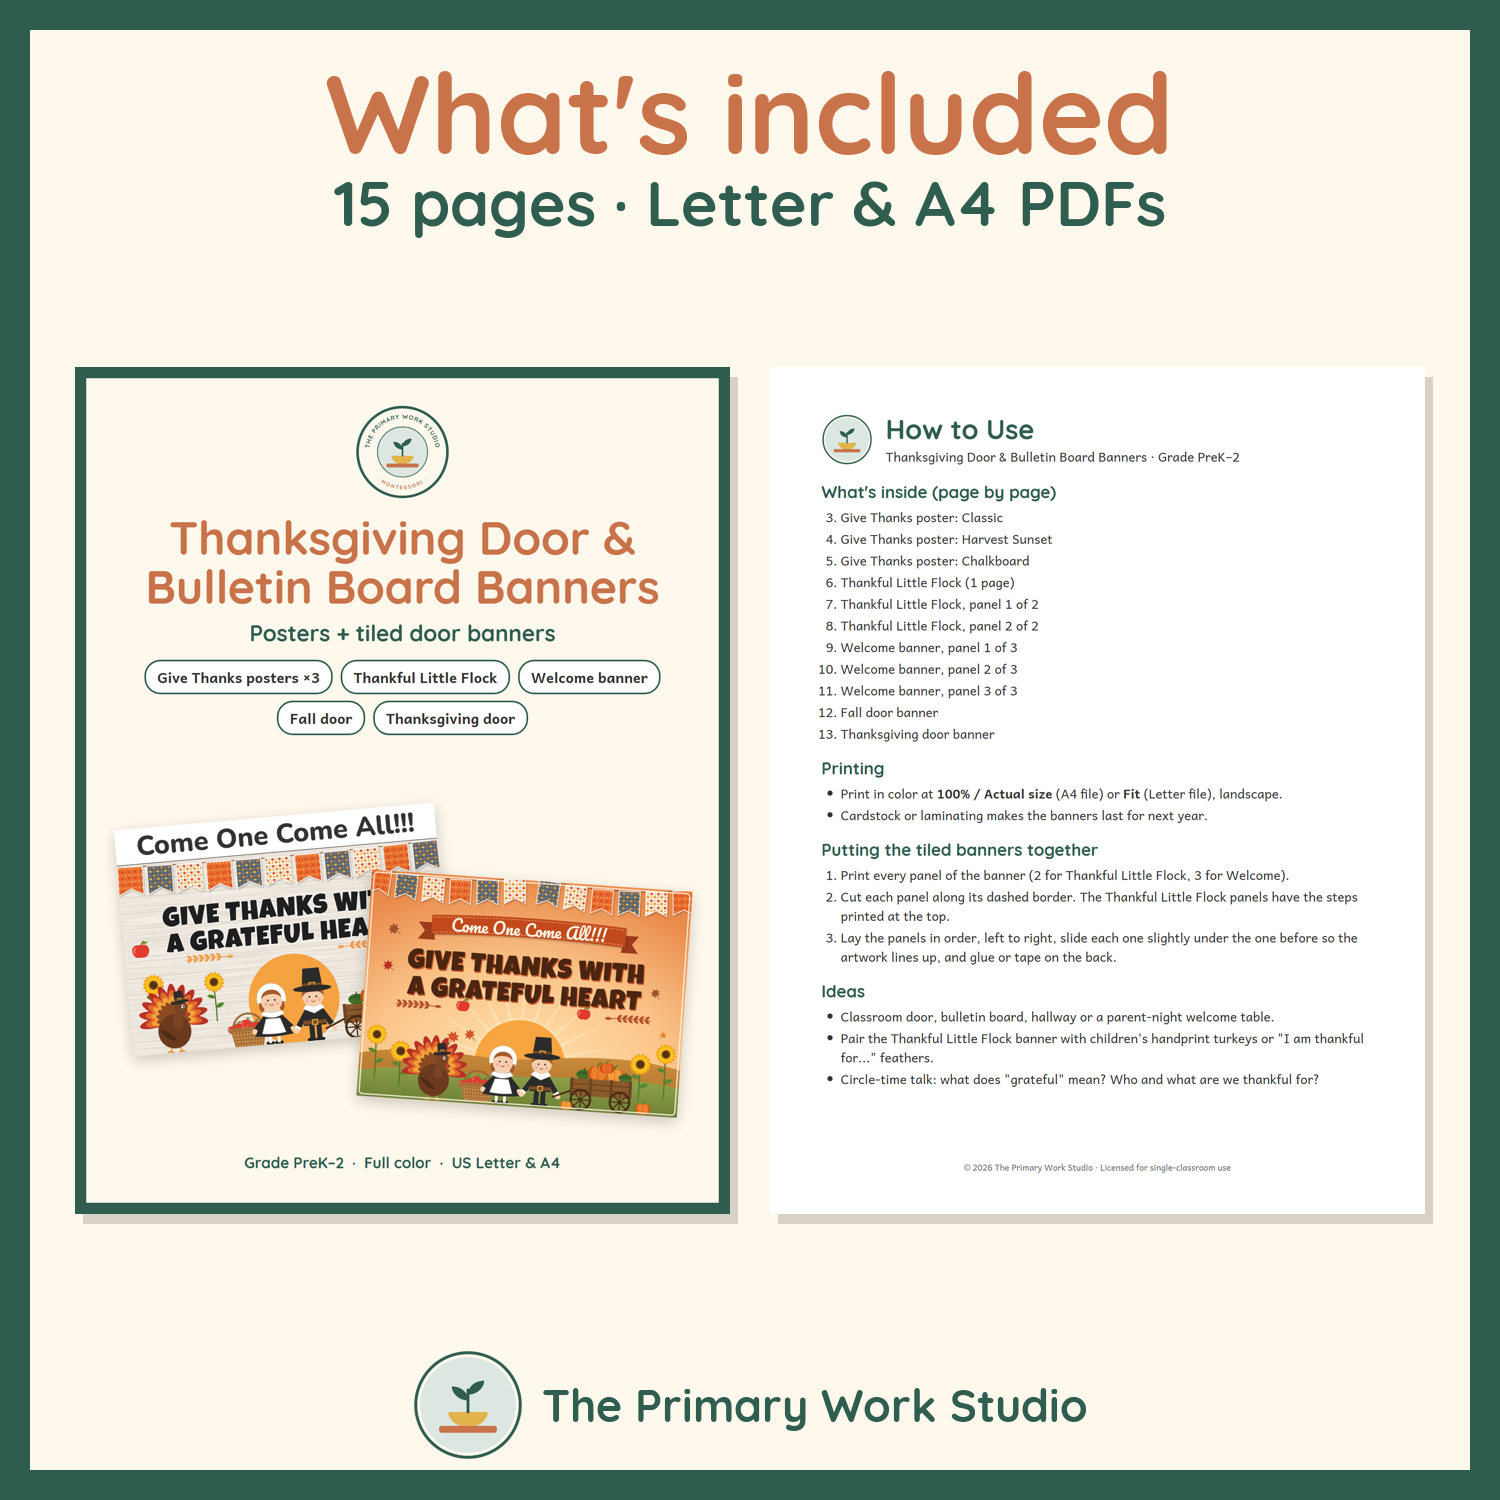 What's included
15 pages · Letter & A4 PDFs
THE PRIMARY WORK STUDIO
MONTESSORI
Thanksgiving Door &
Bulletin Board Banners
Posters + tiled door banners
Give Thanks posters ×3
Thankful Little Flock
Welcome banner
Fall door
Thanksgiving door
Come One Come All!!!
GIVE THANKS WI
A GRATEFUL HEA
Come One Come All!!!
GIVE THANKS WITH
A GRATEFUL HEART
Grade PreK–2 · Full color · US Letter & A4
How to Use
Thanksgiving Door & Bulletin Board Banners · Grade PreK–2
What's inside (page by page)
3. Give Thanks poster: Classic
4. Give Thanks poster: Harvest Sunset
5. Give Thanks poster: Chalkboard
6. Thankful Little Flock (1 page)
7. Thankful Little Flock, panel 1 of 2
8. Thankful Little Flock, panel 2 of 2
9. Welcome banner, panel 1 of 3
10. Welcome banner, panel 2 of 3
11. Welcome banner, panel 3 of 3
12. Fall door banner
13. Thanksgiving door banner
Printing
• Print in color at 100% / Actual size (A4 file) or Fit (Letter file), landscape.
• Cardstock or laminating makes the banners last for next year.
Putting the tiled banners together
1. Print every panel of the banner (2 for Thankful Little Flock, 3 for Welcome).
2. Cut each panel along its dashed border. The Thankful Little Flock panels have the steps
printed at the top.
3. Lay the panels in order, left to right, slide each one slightly under the one before so the
artwork lines up, and glue or tape on the back.
Ideas
• Classroom door, bulletin board, hallway or a parent-night welcome table.
• Pair the Thankful Little Flock banner with children's handprint turkeys or "I am thankful
for..." feathers.
• Circle-time talk: what does "grateful" mean? Who and what are we thankful for?
© 2026 The Primary Work Studio · Licensed for single-classroom use
The Primary Work Studio